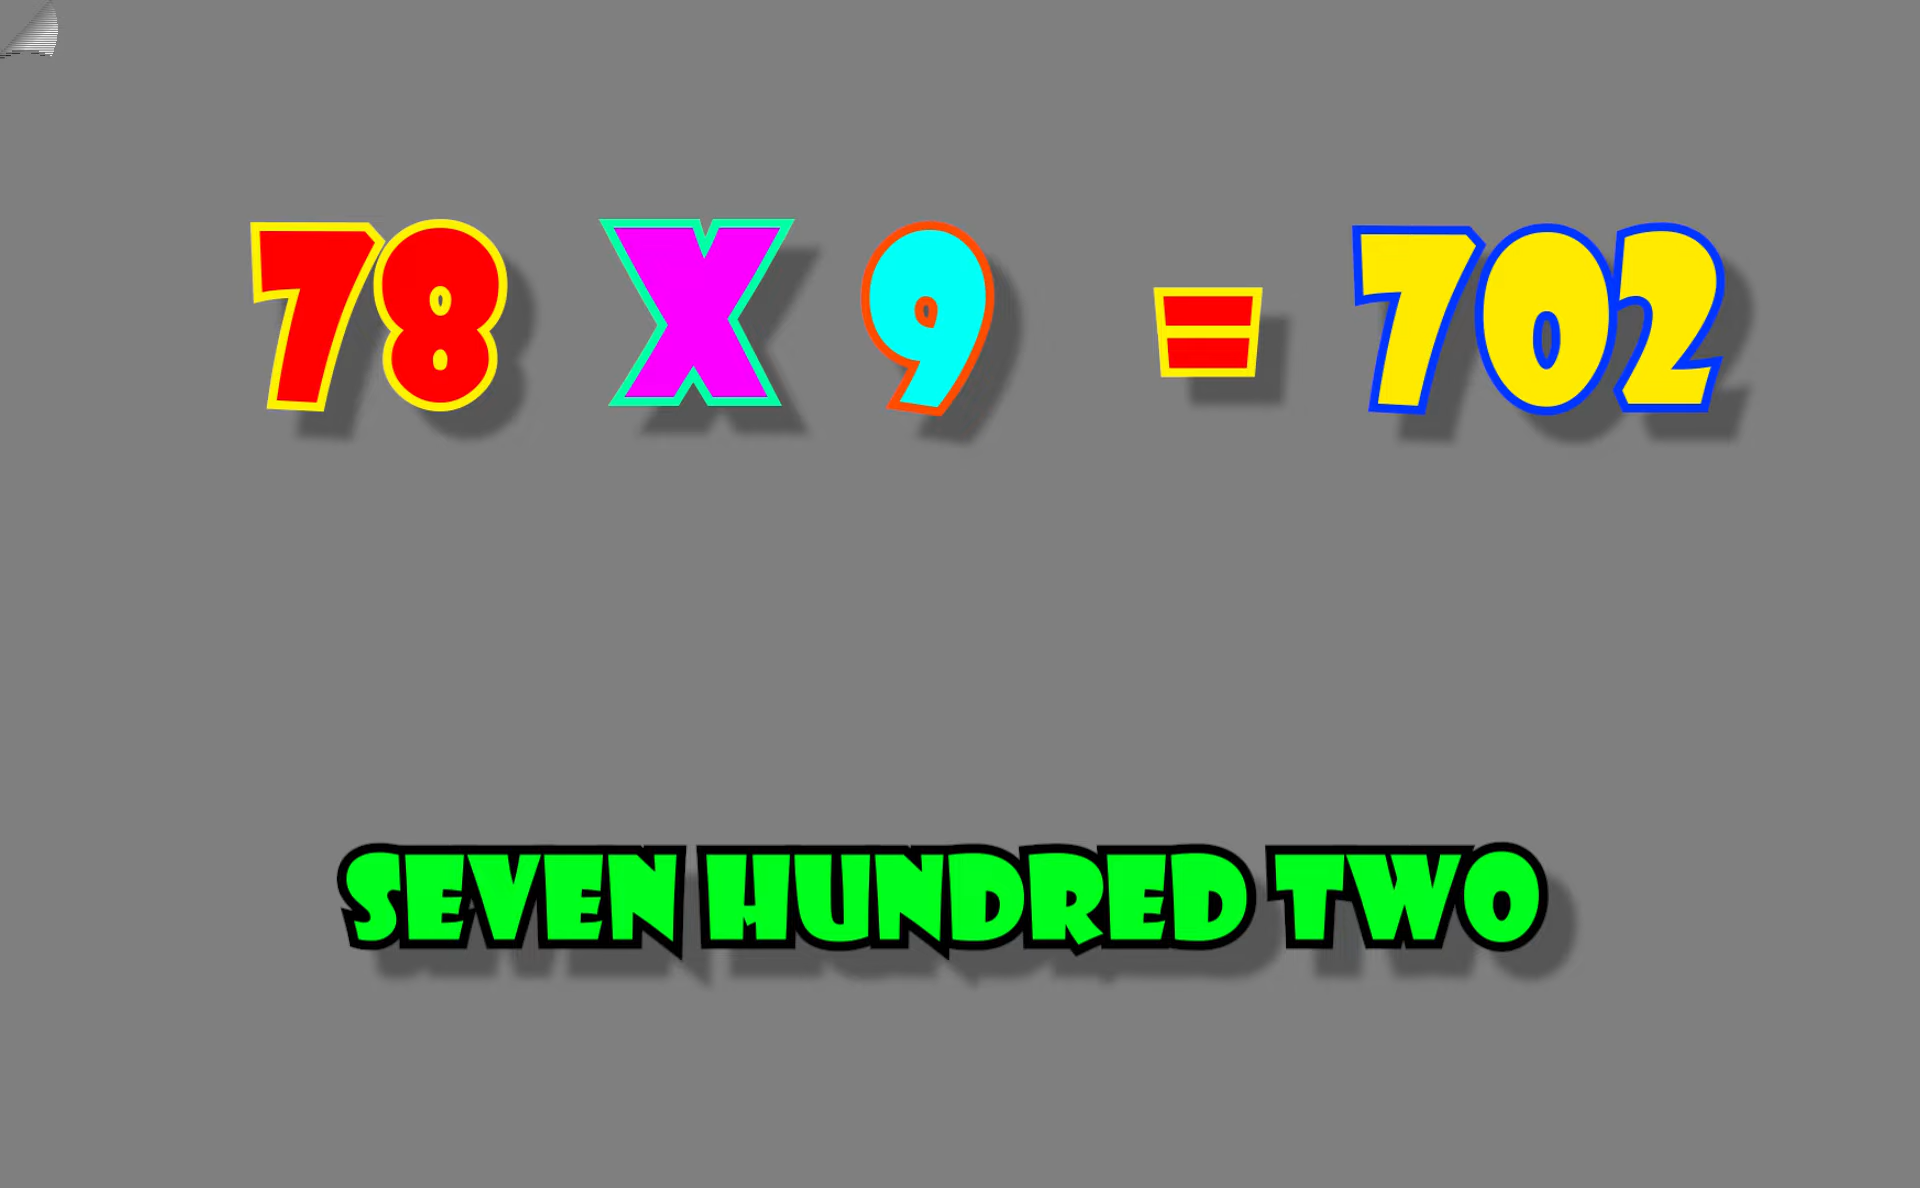 78 X 9 = 702
SEVEN HUNDRED TWO